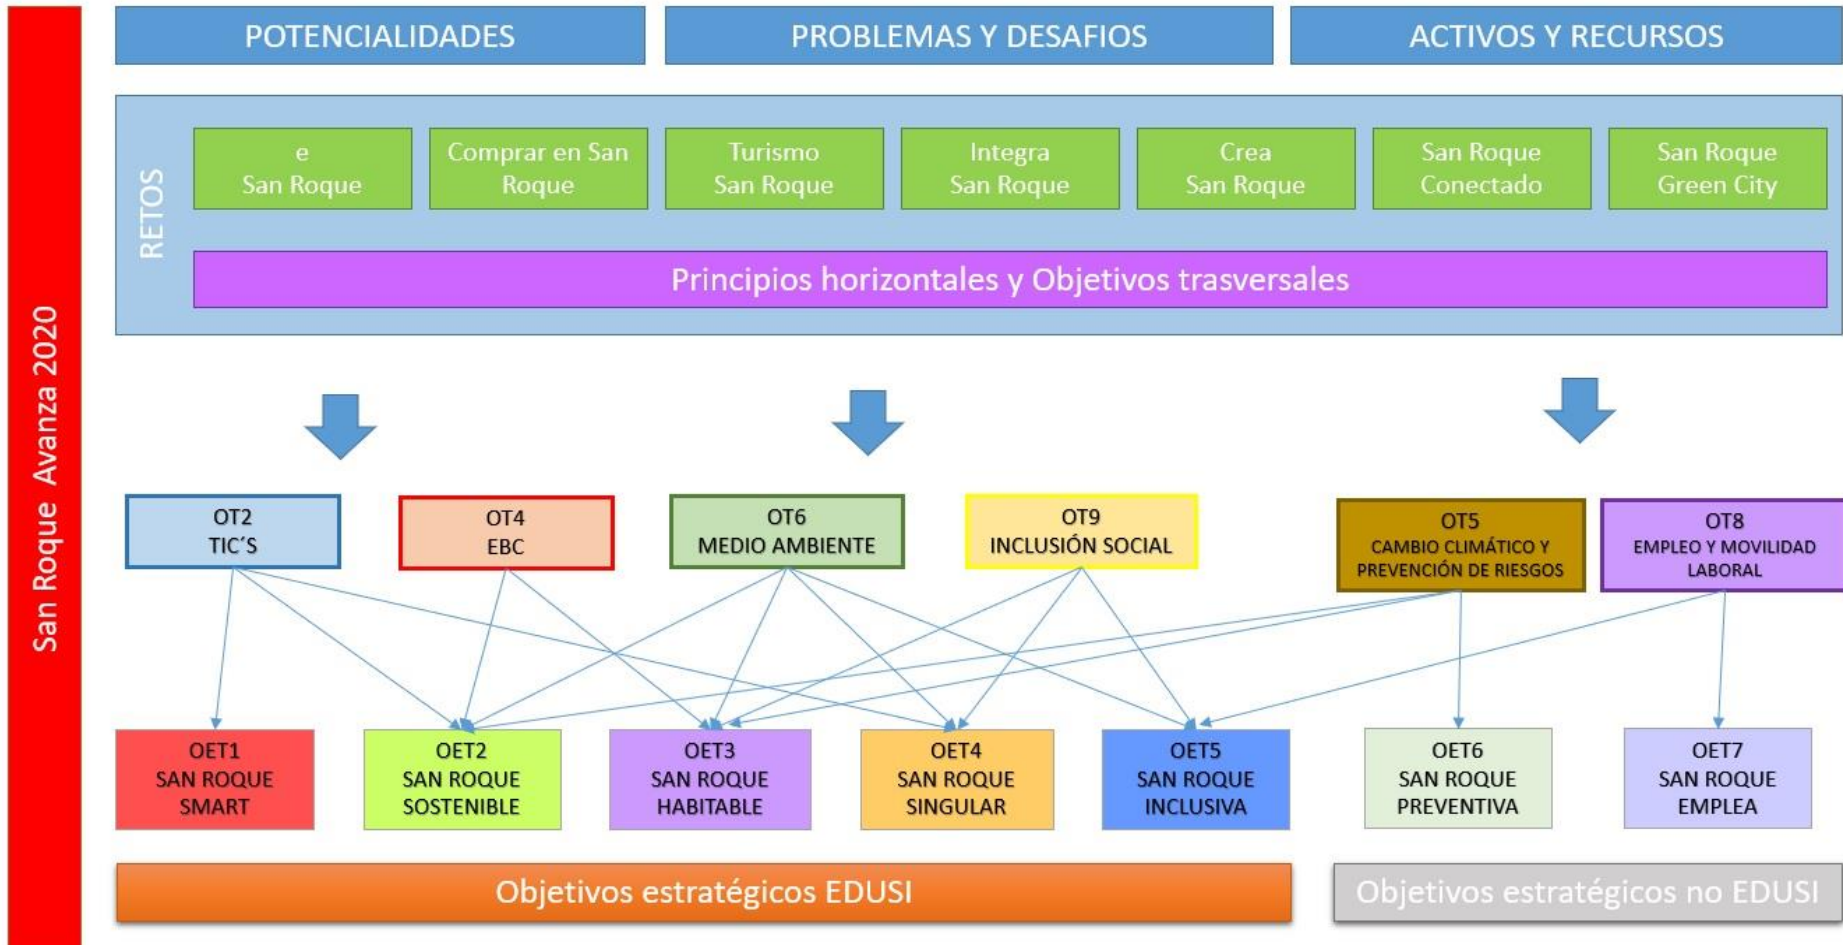 San Roque Avanza 2020
POTENCIALIDADES
PROBLEMAS Y DESAFIOS
ACTIVOS Y RECURSOS
RETOS
e
San Roque
Comprar en San
Roque
Turismo
San Roque
Integra
San Roque
Crea
San Roque
San Roque
Conectado
San Roque
Green City
Principios horizontales y Objetivos trasversales
OT2
TIC´S
OT4
EBC
OT6
MEDIO AMBIENTE
OT9
INCLUSIÓN SOCIAL
OT5
CAMBIO CLIMÁTICO Y
PREVENCIÓN DE RIESGOS
OT8
EMPLEO Y MOVILIDAD
LABORAL
OET1
SAN ROQUE
SMART
OET2
SAN ROQUE
SOSTENIBLE
OET3
SAN ROQUE
HABITABLE
OET4
SAN ROQUE
SINGULAR
OET5
SAN ROQUE
INCLUSIVA
OET6
SAN ROQUE
PREVENTIVA
OET7
SAN ROQUE
EMPLEA
Objetivos estratégicos EDUSI
Objetivos estratégicos no EDUSI